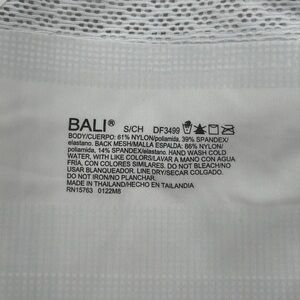 BALI® S/CH DF3499
BODY/CUERPO: 61% NYLON/poliamida, 39% SPANDEX/
elastano. BACK MESH/MALLA ESPALDA: 86% NYLON/
poliamida, 14% SPANDEX/elastano. HAND WASH COLD
WATER, WITH LIKE COLORS/LAVAR A MANO CON AGUA
FRÍA, CON COLORES SIMILARES. DO NOT BLEACH/NO
USAR BLANQUEADOR. LINE DRY/SECAR COLGADO.
DO NOT IRON/NO PLANCHAR.
MADE IN THAILAND/HECHO EN TAILANDIA
RN15763 0122M8